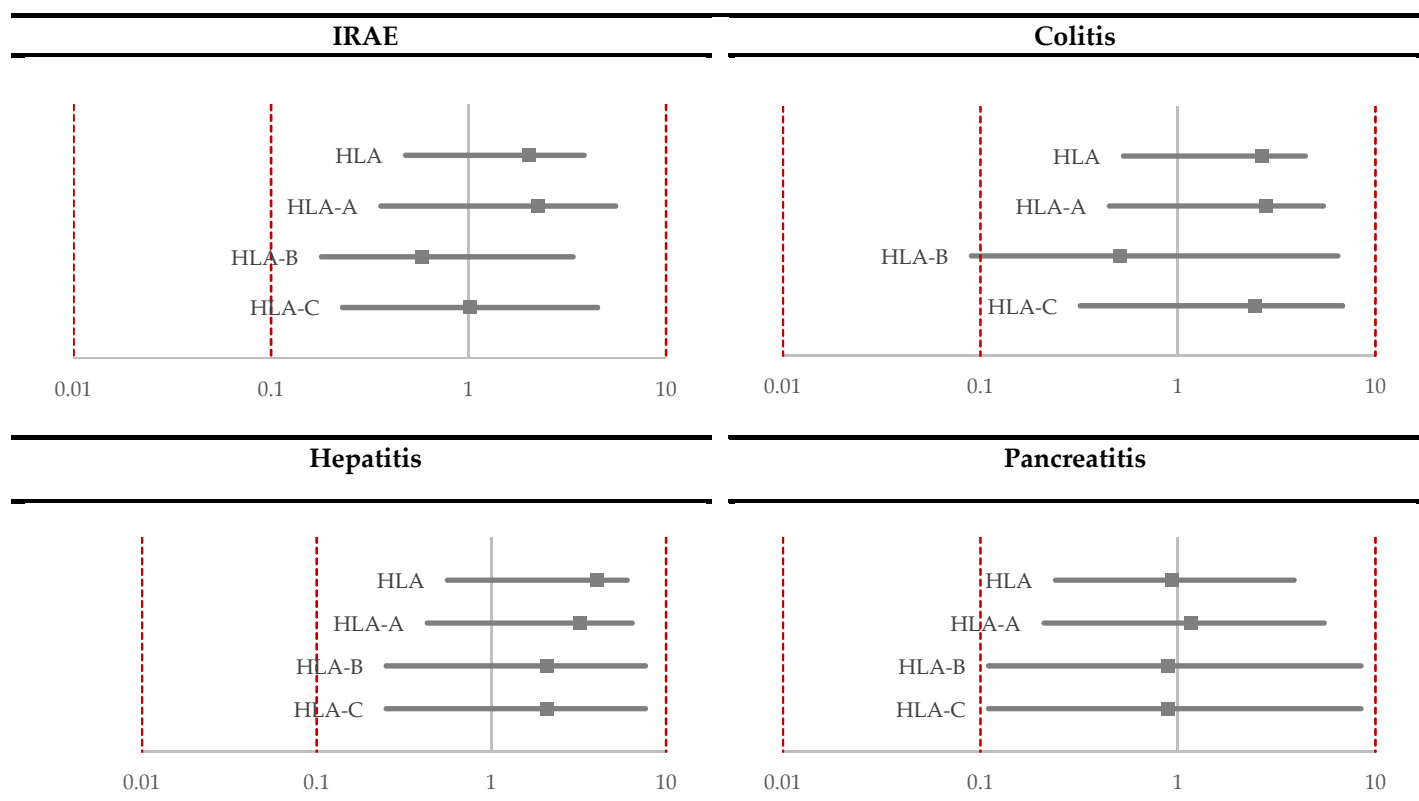 IRAE
HLA
HLA-A
HLA-B
HLA-C
0.01 0.1 1 10
Colitis
HLA
HLA-A
HLA-B
HLA-C
0.01 0.1 1 10
Hepatitis
HLA
HLA-A
HLA-B
HLA-C
0.01 0.1 1 10
Pancreatitis
HLA
HLA-A
HLA-B
HLA-C
0.01 0.1 1 10